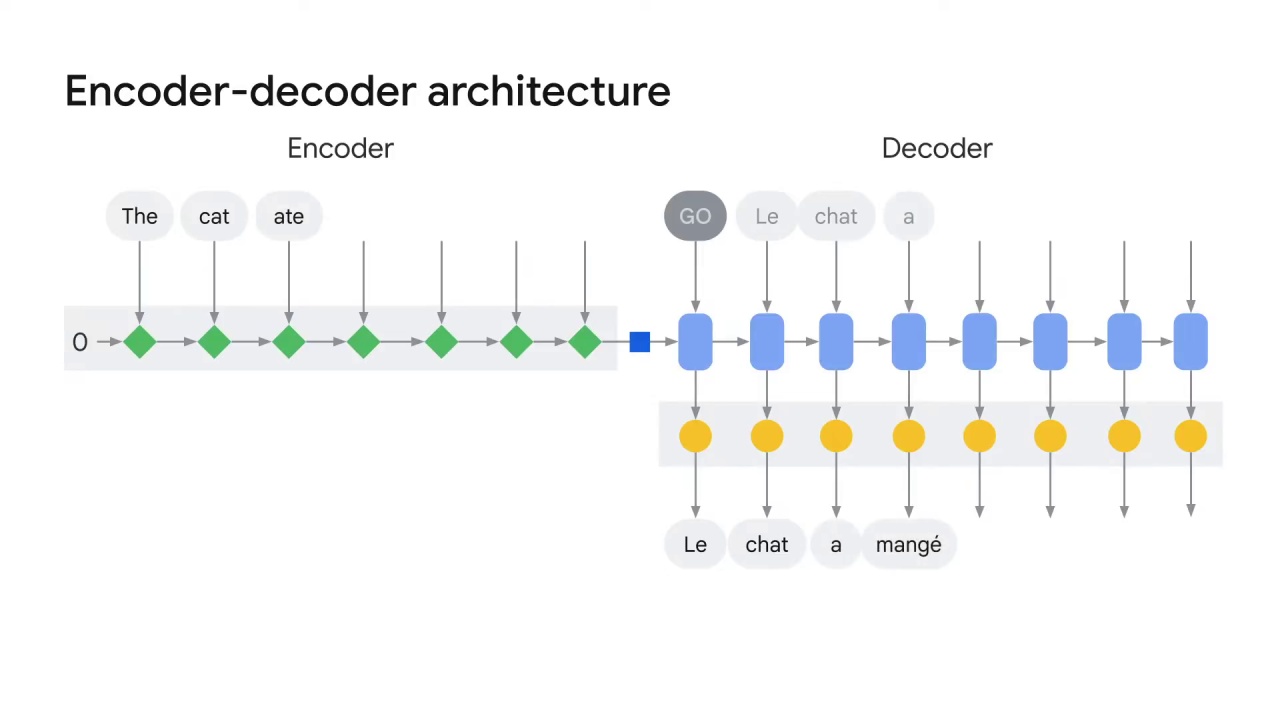 Encoder-decoder architecture
Encoder
Decoder
The cat ate
GO Le chat a
0
Le chat a mangé